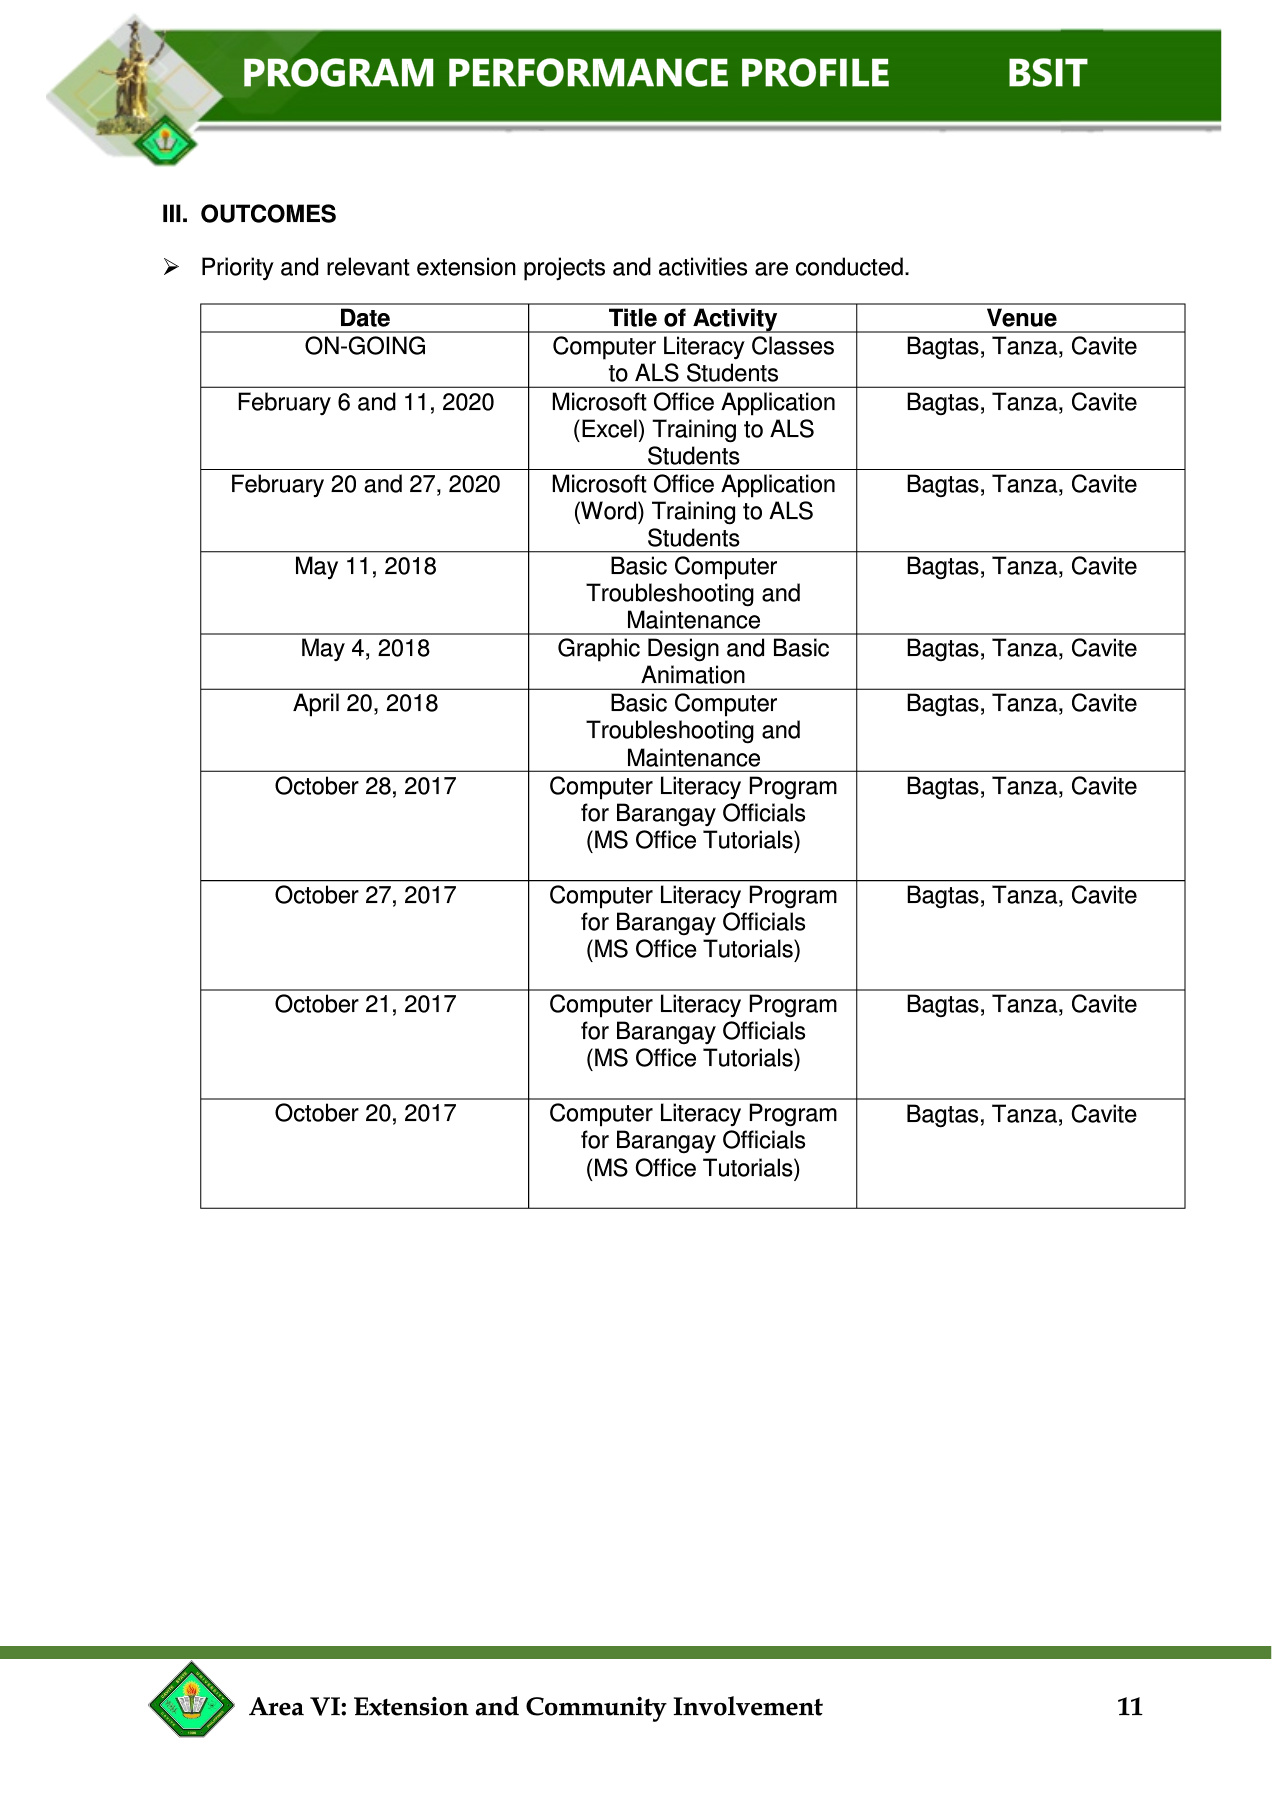 PROGRAM PERFORMANCE PROFILE BSIT
III. OUTCOMES
➢ Priority and relevant extension projects and activities are conducted.
Date Title of Activity Venue
ON-GOING Computer Literacy Classes Bagtas, Tanza, Cavite
to ALS Students
February 6 and 11, 2020 Microsoft Office Application Bagtas, Tanza, Cavite
(Excel) Training to ALS
Students
February 20 and 27, 2020 Microsoft Office Application Bagtas, Tanza, Cavite
(Word) Training to ALS
Students
May 11, 2018 Basic Computer Bagtas, Tanza, Cavite
Troubleshooting and
Maintenance
May 4, 2018 Graphic Design and Basic Bagtas, Tanza, Cavite
Animation
April 20, 2018 Basic Computer Bagtas, Tanza, Cavite
Troubleshooting and
Maintenance
October 28, 2017 Computer Literacy Program Bagtas, Tanza, Cavite
for Barangay Officials
(MS Office Tutorials)
October 27, 2017 Computer Literacy Program Bagtas, Tanza, Cavite
for Barangay Officials
(MS Office Tutorials)
October 21, 2017 Computer Literacy Program Bagtas, Tanza, Cavite
for Barangay Officials
(MS Office Tutorials)
October 20, 2017 Computer Literacy Program Bagtas, Tanza, Cavite
for Barangay Officials
(MS Office Tutorials)
Area VI: Extension and Community Involvement 11